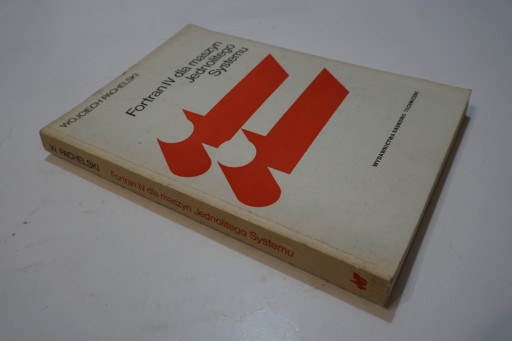 WOJCIECH PACHELSKI
Fortran IV dla maszyn
Jednolitego
Systemu
WYDAWNICTWA NAUKOWO-TECHNICZNE
W. PACHELSKI Fortran IV dla maszyn Jednolitego Systemu